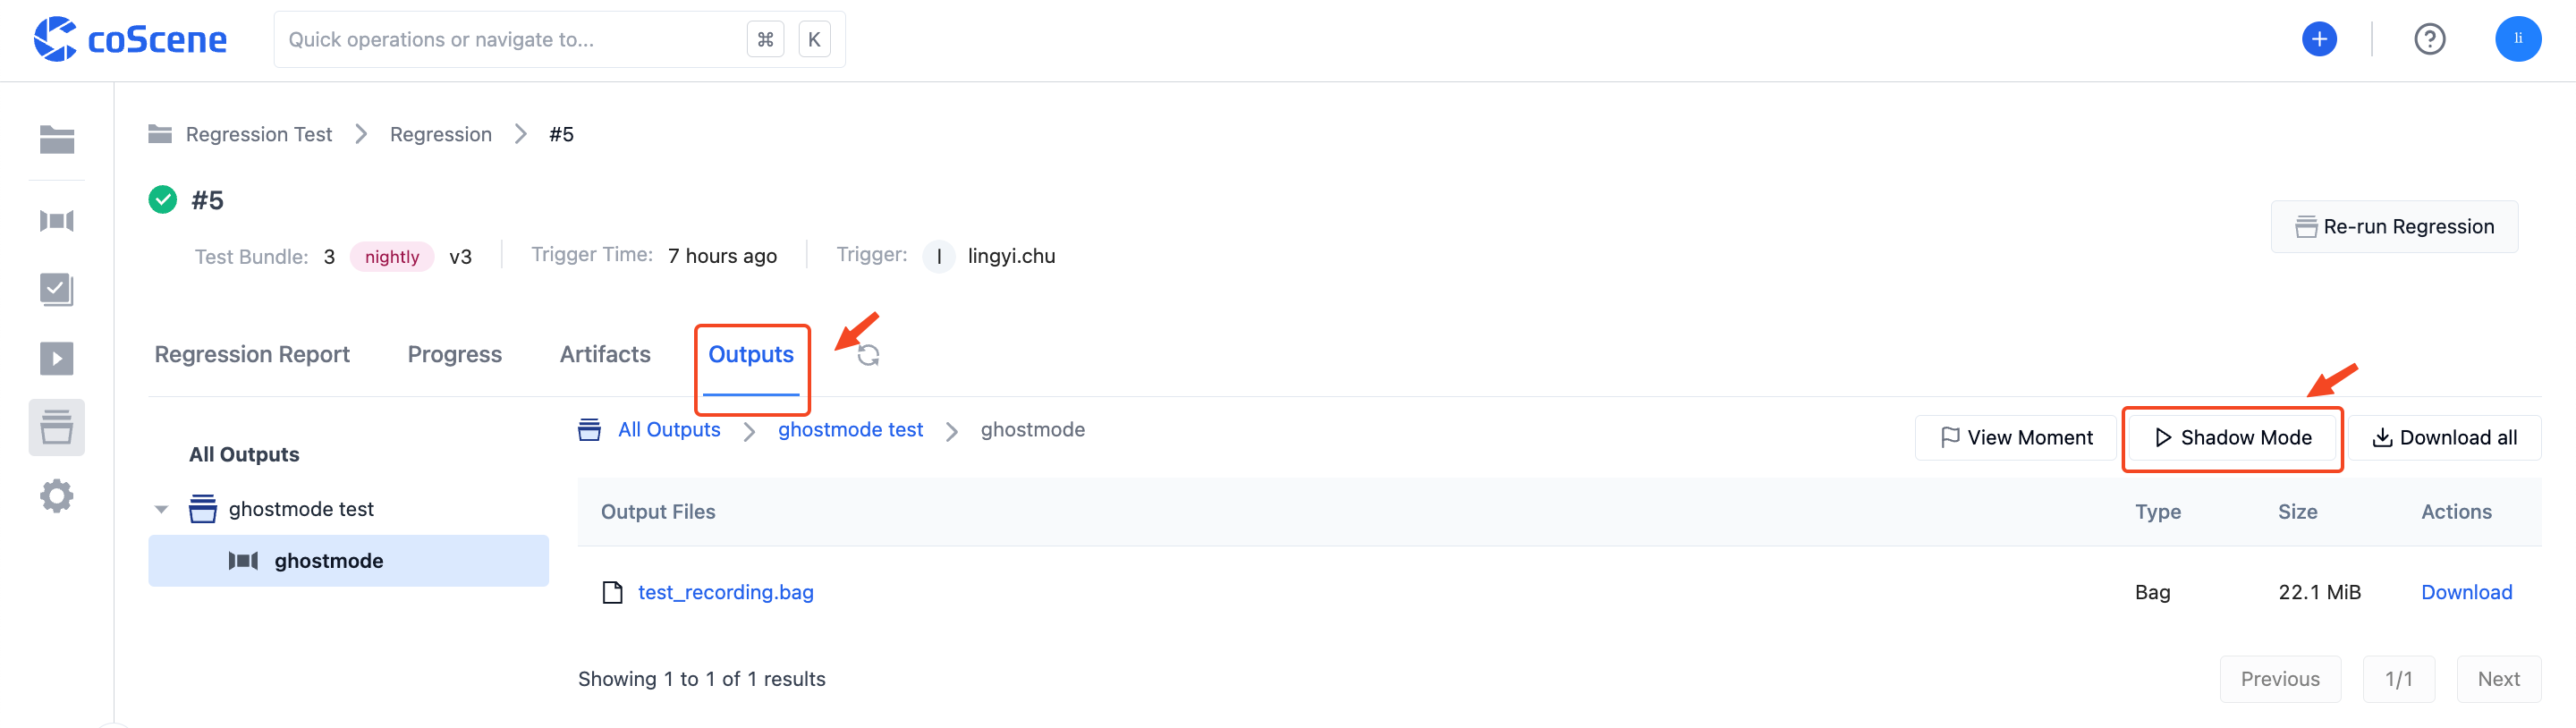 coScene
Quick operations or navigate to...
⌘ K
li
Regression Test > Regression > #5
#5
Re-run Regression
Test Bundle: 3 nightly v3
Trigger Time: 7 hours ago
Trigger: l lingyi.chu
Regression Report Progress Artifacts Outputs
All Outputs > ghostmode test > ghostmode
View Moment Shadow Mode Download all
All Outputs
ghostmode test
ghostmode
Output Files Type Size Actions
test_recording.bag Bag 22.1 MiB Download
Showing 1 to 1 of 1 results
Previous 1/1 Next